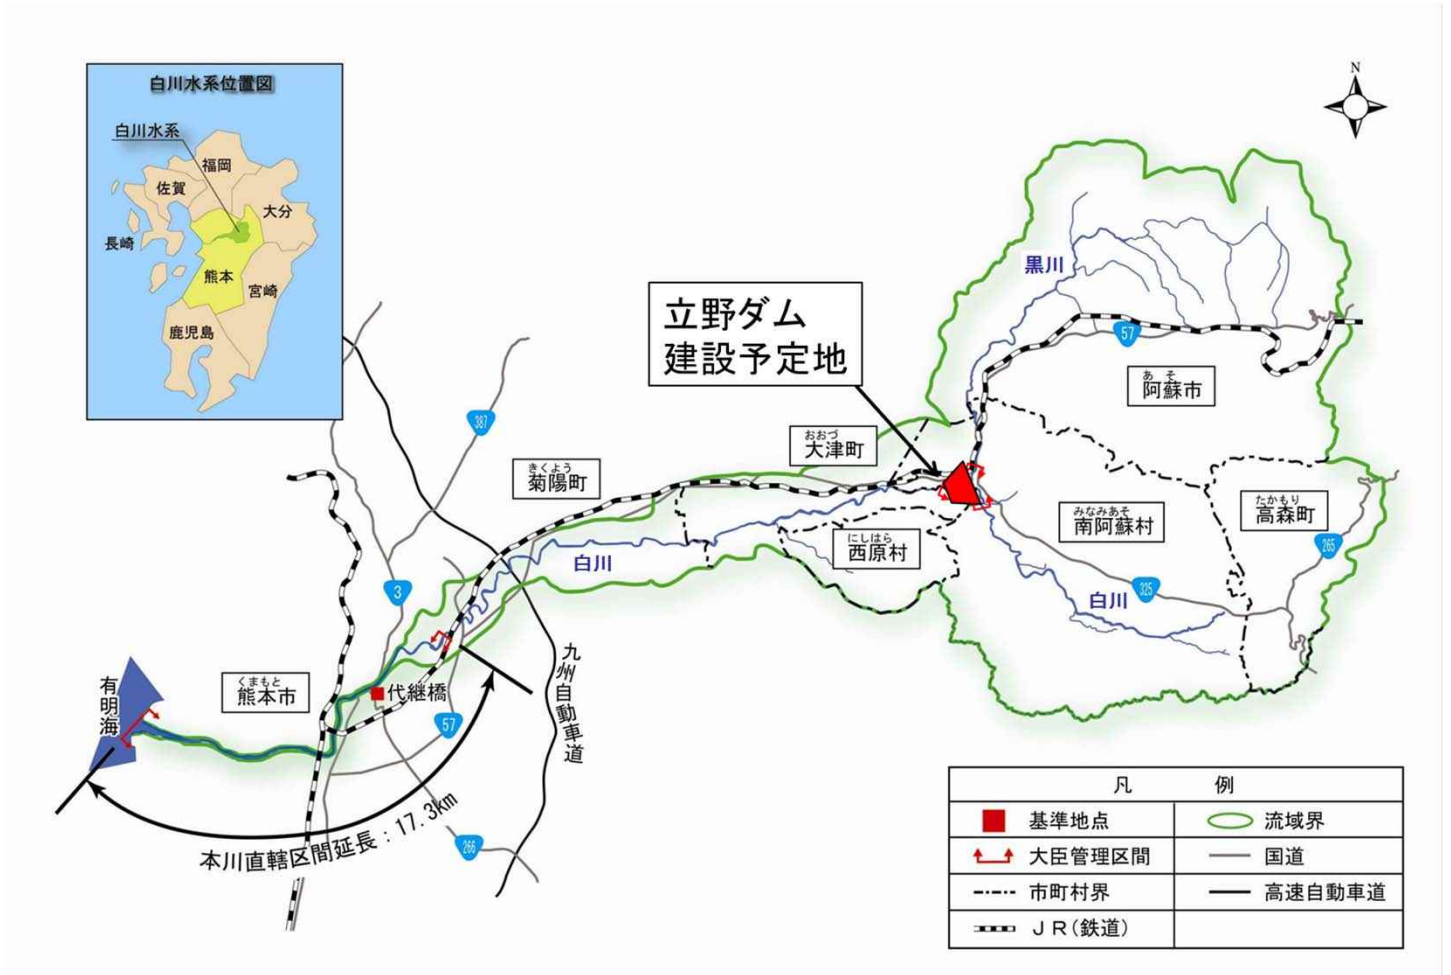 白川水系位置図
白川水系
福岡
佐賀
大分
長崎
熊本
宮崎
鹿児島
N
黒川
立野ダム
建設予定地
57
あそ
阿蘇市
387
おおづ
大津町
きくよう
菊陽町
たかもり
高森町
みなみあそ
南阿蘇村
にしはら
西原村
265
白川
3
325
白川
九州自動車道
くまもと
熊本市
有明海
代継橋
57
本川直轄区間延長：17.3km
266
凡例
基準地点
流域界
大臣管理区間
国道
市町村界
高速自動車道
ＪＲ(鉄道)